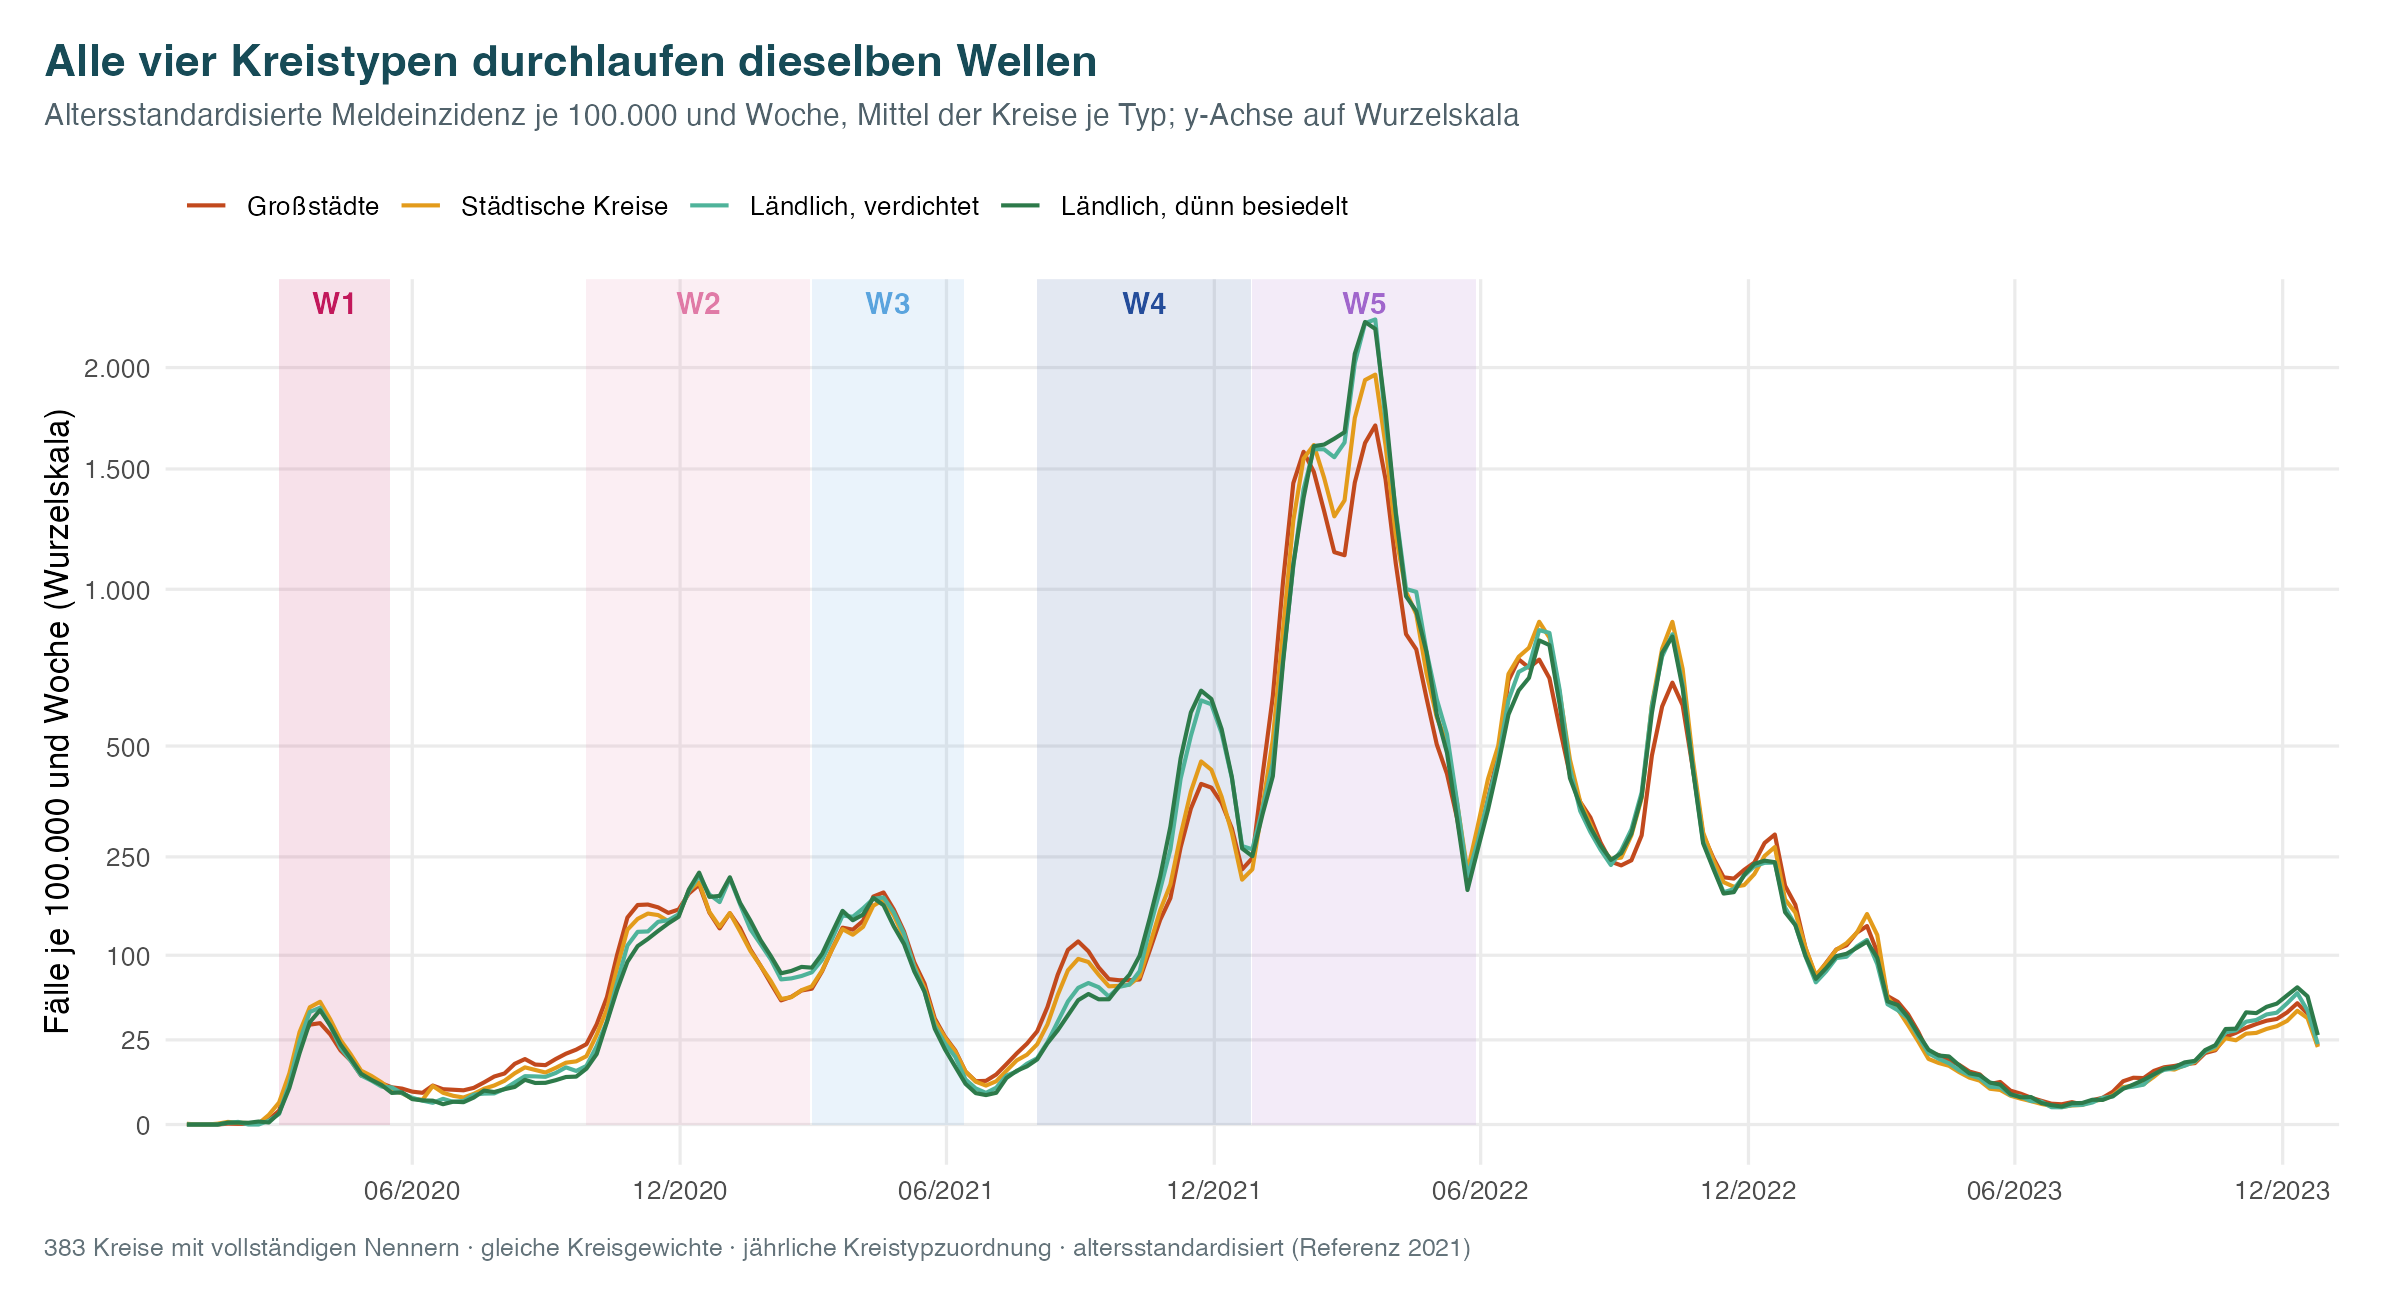 Alle vier Kreistypen durchlaufen dieselben Wellen
Altersstandardisierte Meldeinzidenz je 100.000 und Woche, Mittel der Kreise je Typ; y-Achse auf Wurzelskala
Großstädte Städtische Kreise Ländlich, verdichtet Ländlich, dünn besiedelt
W1 W2 W3 W4 W5
Fälle je 100.000 und Woche (Wurzelskala)
2.000
1.500
1.000
500
250
100
25
0
06/2020 12/2020 06/2021 12/2021 06/2022 12/2022 06/2023 12/2023
383 Kreise mit vollständigen Nennern · gleiche Kreisgewichte · jährliche Kreistypzuordnung · altersstandardisiert (Referenz 2021)